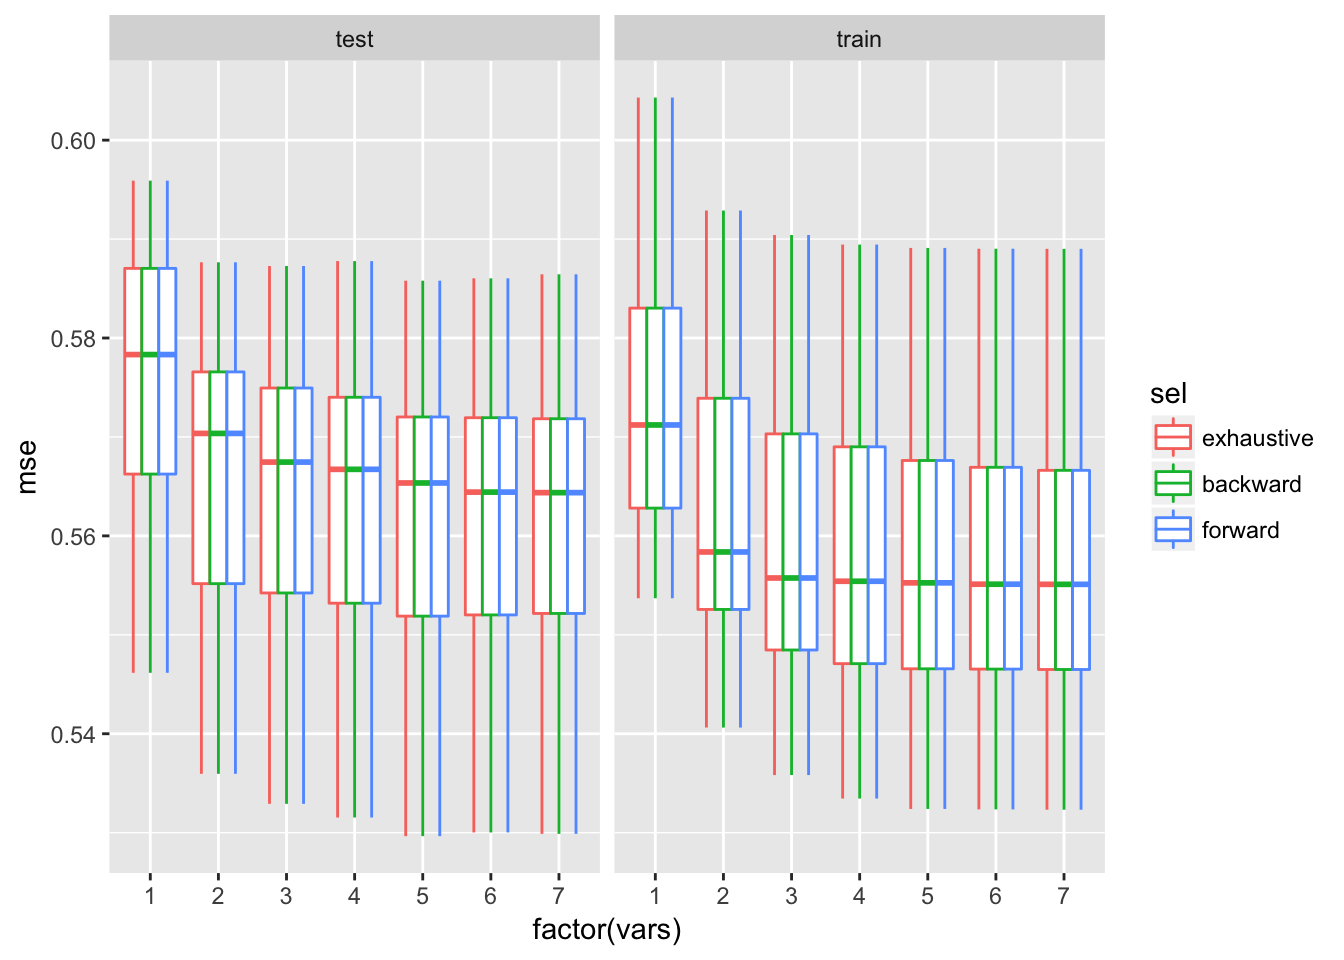 test
train
mse
0.60
0.58
0.56
0.54
1 2 3 4 5 6 7
1 2 3 4 5 6 7
factor(vars)
sel
exhaustive
backward
forward